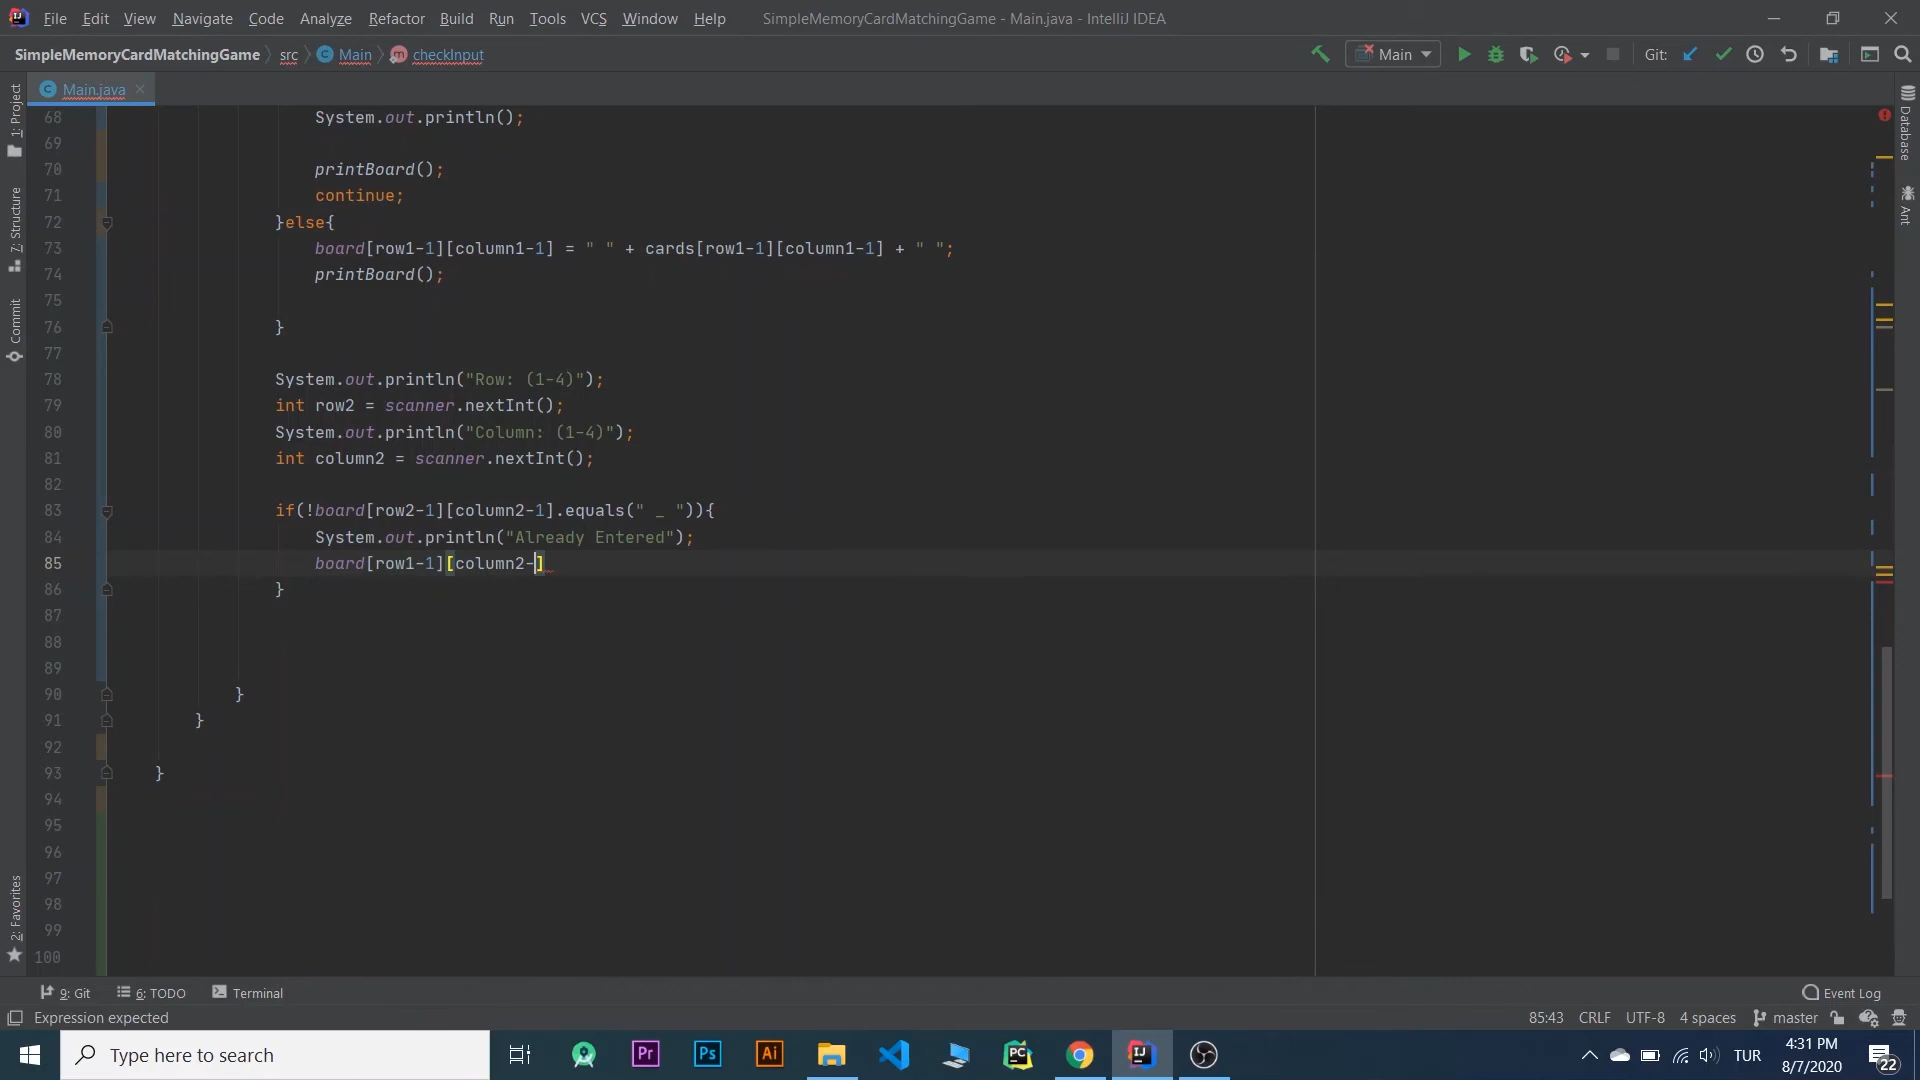 File Edit View Navigate Code Analyze Refactor Build Run Tools VCS Window Help SimpleMemoryCardMatchingGame - Main.java - IntelliJ IDEA
SimpleMemoryCardMatchingGame src Main checkInput Main Git:
Main.java
1: Project
7: Structure
Commit
2: Favorites
Database
Ant
68 System.out.println();
69
70 printBoard();
71 continue;
72 }else{
73 board[row1-1][column1-1] = " " + cards[row1-1][column1-1] + " ";
74 printBoard();
75
76 }
77
78 System.out.println("Row: (1-4)");
79 int row2 = scanner.nextInt();
80 System.out.println("Column: (1-4)");
81 int column2 = scanner.nextInt();
82
83 if(!board[row2-1][column2-1].equals(" _ ")){
84 System.out.println("Already Entered");
85 board[row1-1][column2-]
86 }
87
88
89
90 }
91 }
92
93 }
94
95
96
97
98
99
100
9: Git 6: TODO Terminal Event Log
Expression expected 85:43 CRLF UTF-8 4 spaces master
Type here to search Pr Ps Ai PC IJ TUR 4:31 PM
8/7/2020 22